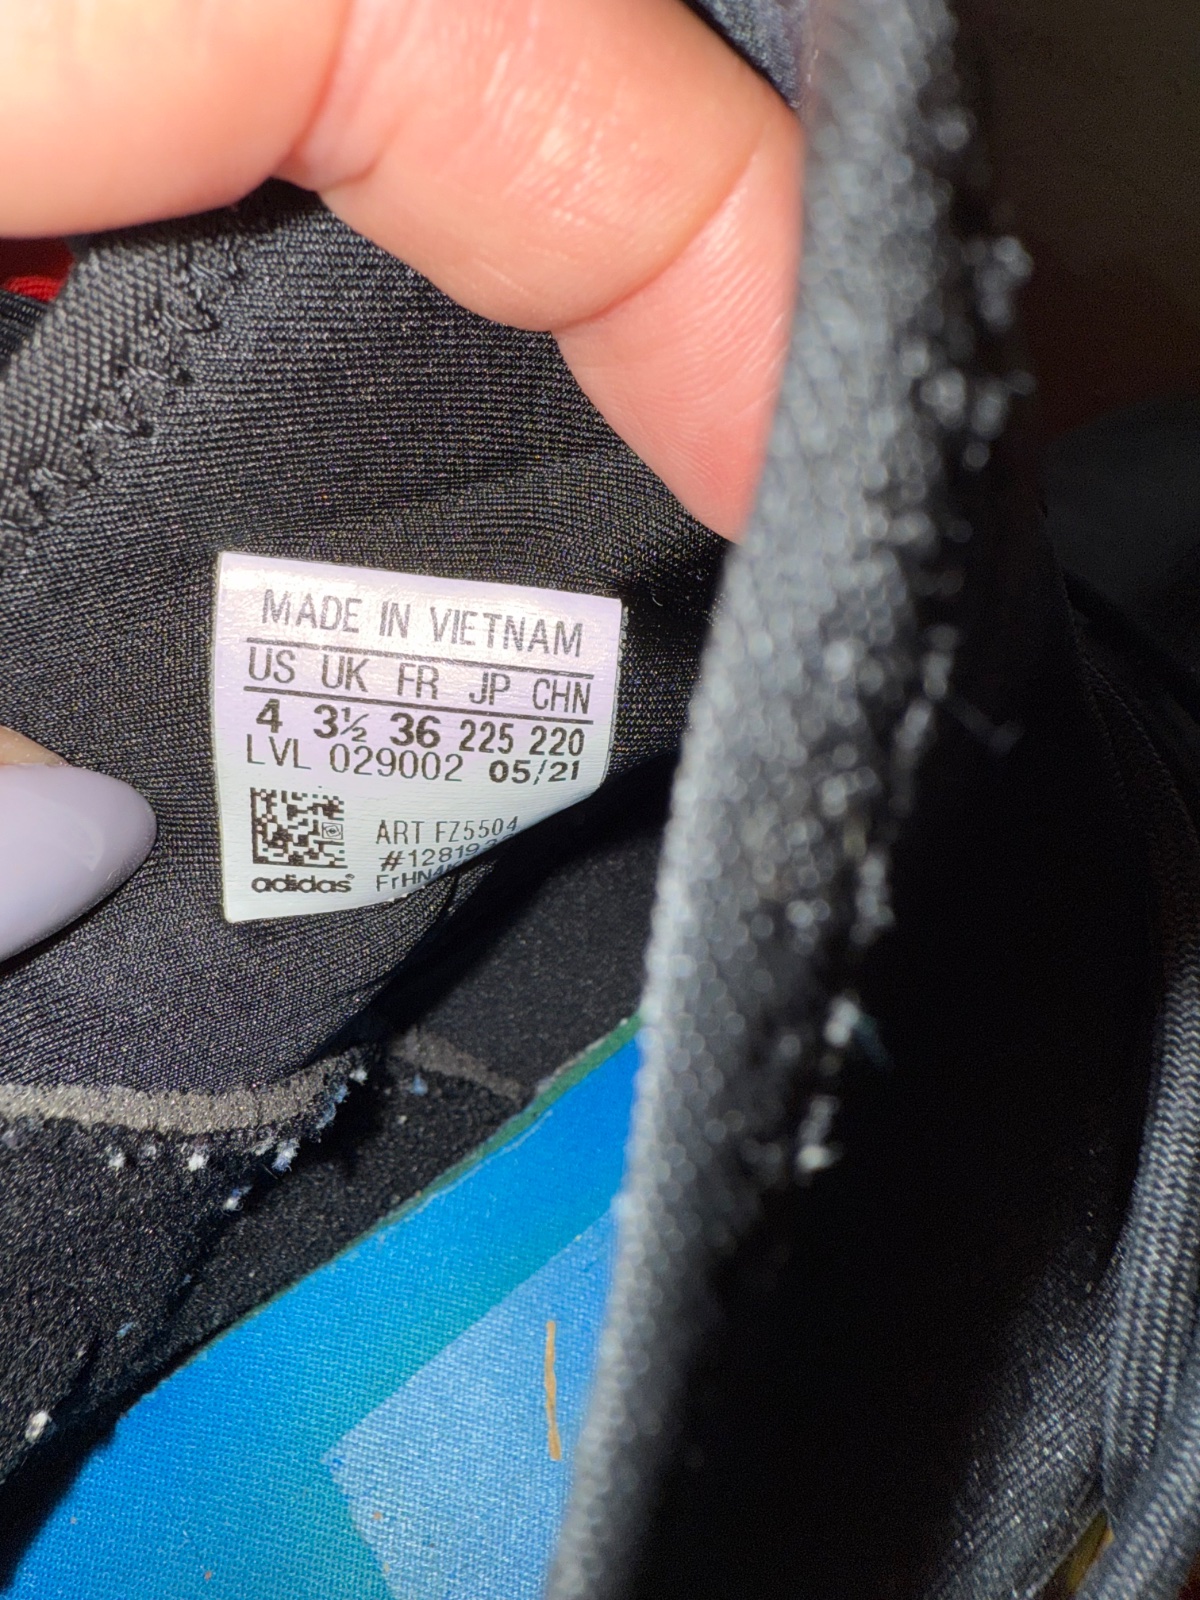 MADE IN VIETNAM
US UK FR JP CHN
4 3½ 36 225 220
LVL 029002 05/21
ART FZ5504
adidas